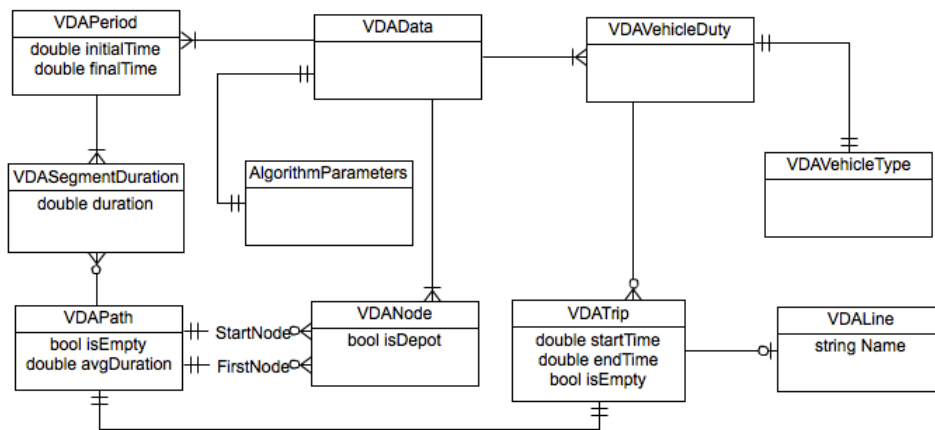 VDAPeriod
double initialTime
double finalTime
VDAData
VDAVehicleDuty
VDASegmentDuration
double duration
AlgorithmParameters
VDAVehicleType
VDAPath
bool isEmpty
double avgDuration
StartNode
FirstNode
VDANode
bool isDepot
VDATrip
double startTime
double endTime
bool isEmpty
VDALine
string Name